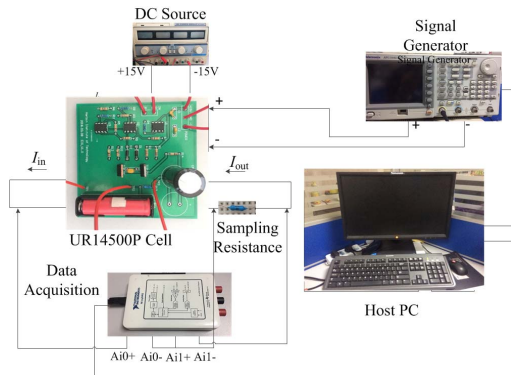 DC Source
+15V
-15V
Signal
Generator
Signal Generator
+
-
+
-
I_in
I_out
UR14500P Cell
Sampling
Resistance
Data
Acquisition
Host PC
Ai0+
Ai0-
Ai1+
Ai1-